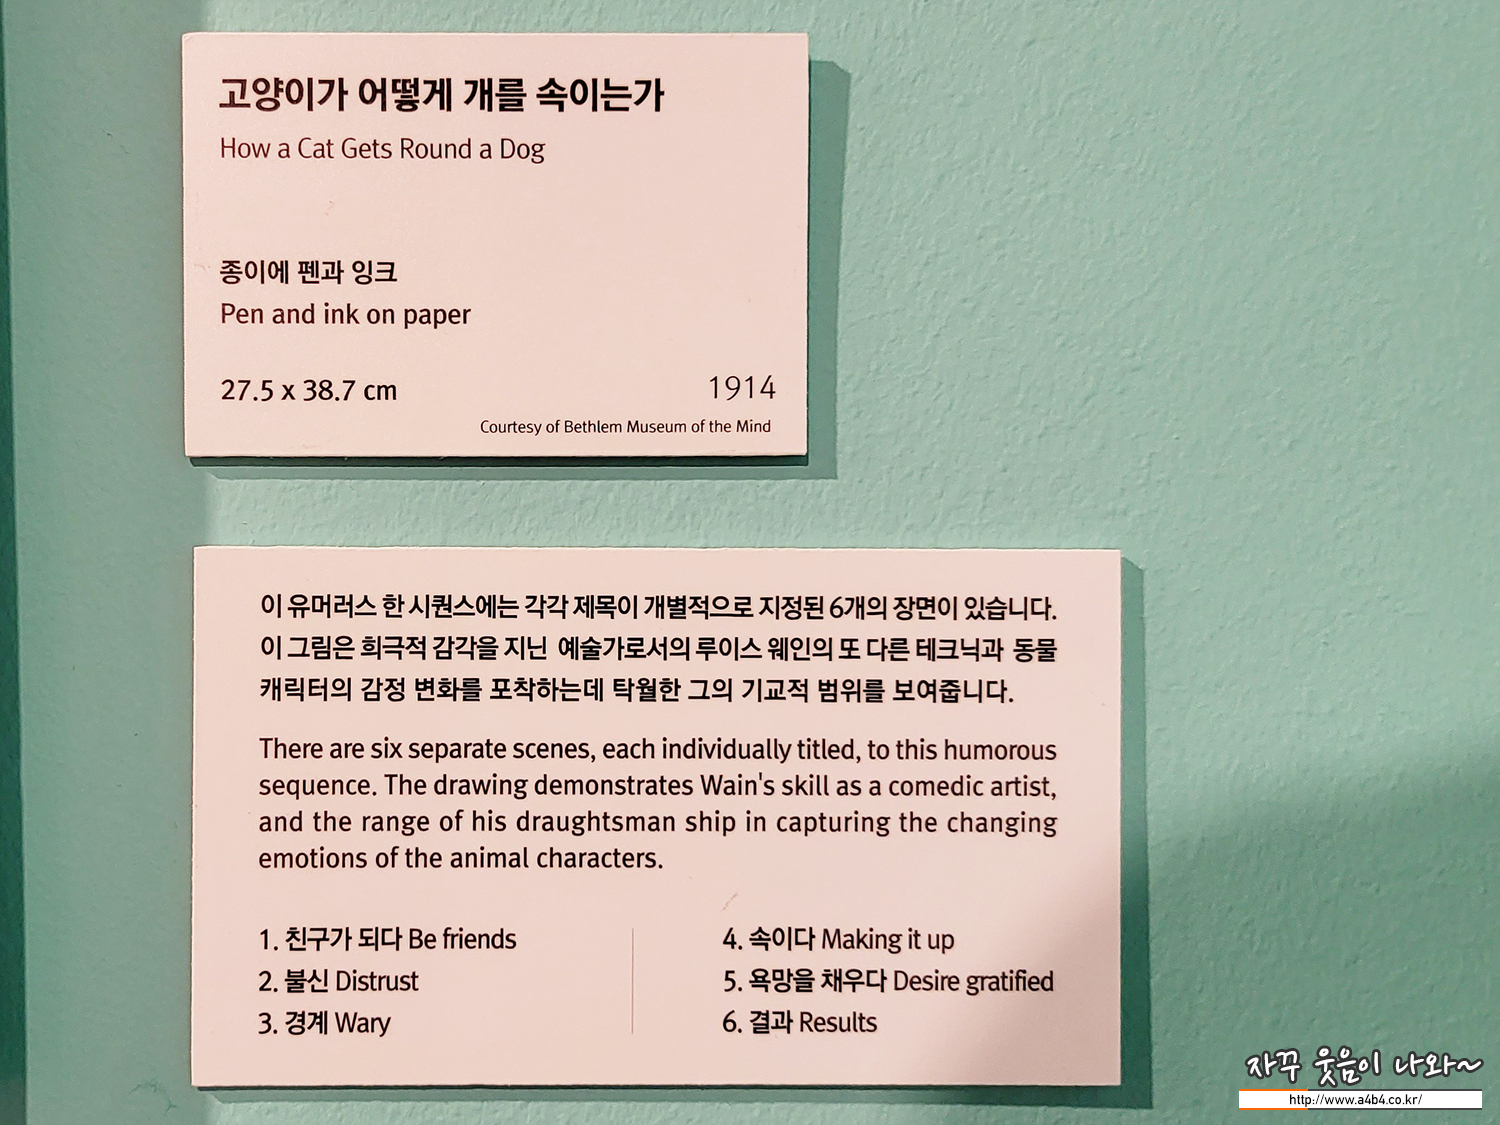 고양이가 어떻게 개를 속이는가
How a Cat Gets Round a Dog
종이에 펜과 잉크
Pen and ink on paper
27.5 x 38.7 cm
1914
Courtesy of Bethlem Museum of the Mind
이 유머러스 한 시퀀스에는 각각 제목이 개별적으로 지정된 6개의 장면이 있습니다.
이 그림은 희극적 감각을 지닌 예술가로서의 루이스 웨인의 또 다른 테크닉과 동물
캐릭터의 감정 변화를 포착하는데 탁월한 그의 기교적 범위를 보여줍니다.
There are six separate scenes, each individually titled, to this humorous
sequence. The drawing demonstrates Wain's skill as a comedic artist,
and the range of his draughtsman ship in capturing the changing
emotions of the animal characters.
1. 친구가 되다 Be friends
2. 불신 Distrust
3. 경계 Wary
4. 속이다 Making it up
5. 욕망을 채우다 Desire gratified
6. 결과 Results
자꾸 웃음이 나와~
http://www.a4b4.co.kr/